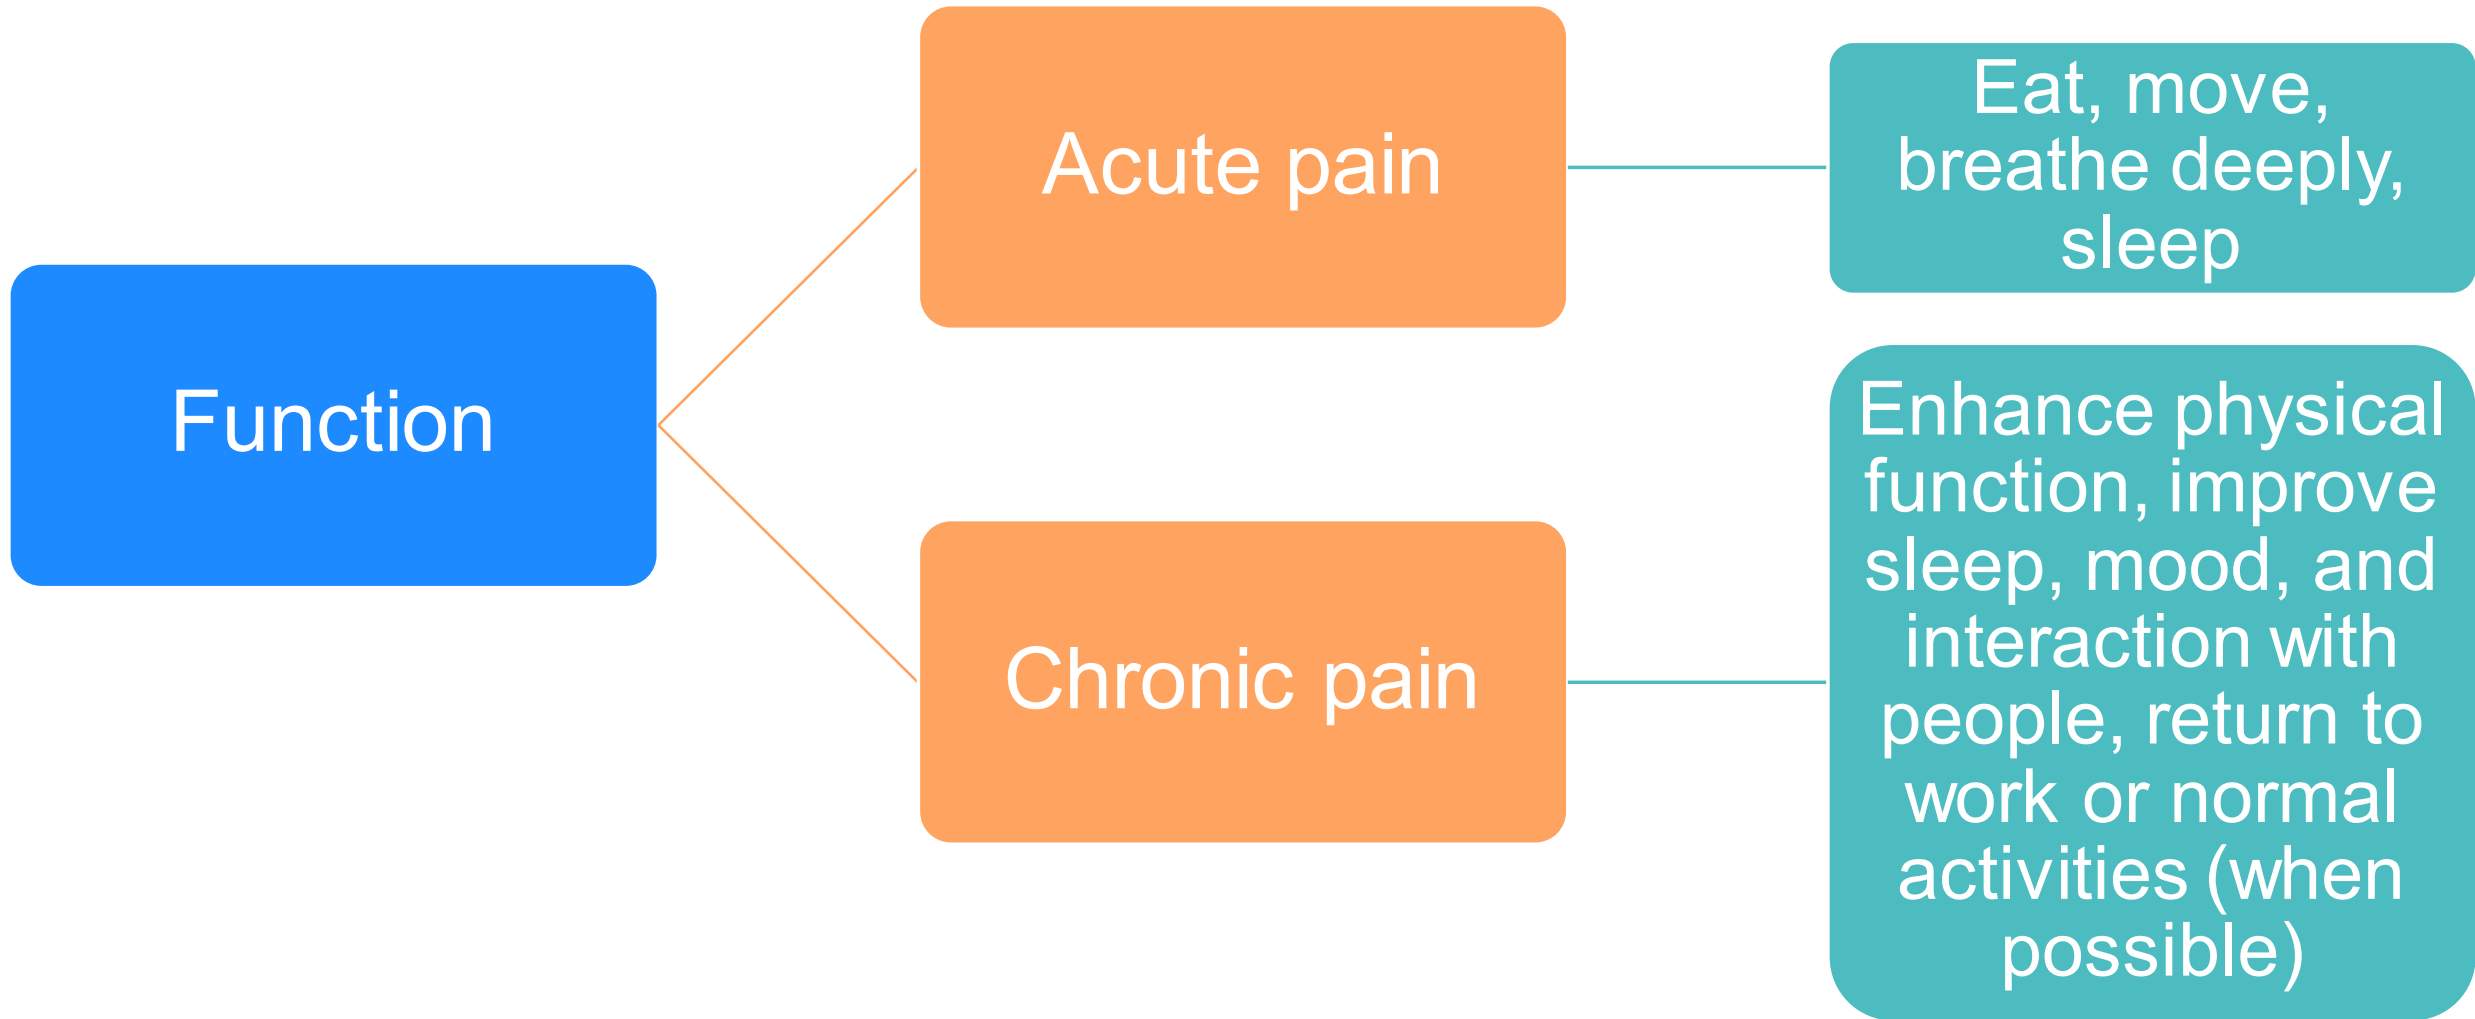 Function
Acute pain
Eat, move,
breathe deeply,
sleep
Chronic pain
Enhance physical
function, improve
sleep, mood, and
interaction with
people, return to
work or normal
activities (when
possible)